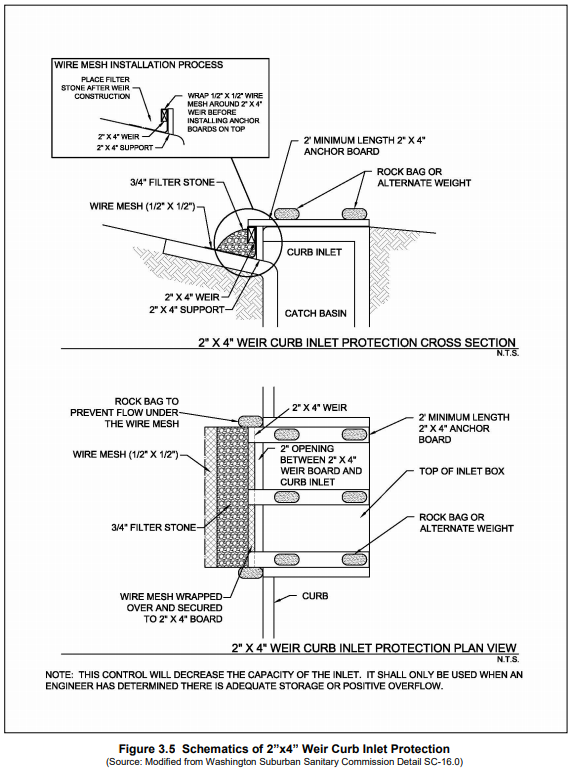 WIRE MESH INSTALLATION PROCESS
PLACE FILTER
STONE AFTER WEIR
CONSTRUCTION
WRAP 1/2" X 1/2" WIRE
MESH AROUND 2" X 4"
WEIR BEFORE
INSTALLING ANCHOR
BOARDS ON TOP
2" X 4" WEIR
2" X 4" SUPPORT
2' MINIMUM LENGTH 2" X 4"
ANCHOR BOARD
ROCK BAG OR
ALTERNATE WEIGHT
3/4" FILTER STONE
WIRE MESH (1/2" X 1/2")
CURB INLET
2" X 4" WEIR
2" X 4" SUPPORT
CATCH BASIN
2" X 4" WEIR CURB INLET PROTECTION CROSS SECTION
N.T.S.
ROCK BAG TO
PREVENT FLOW UNDER
THE WIRE MESH
2" X 4" WEIR
2' MINIMUM LENGTH
2" X 4" ANCHOR
BOARD
WIRE MESH (1/2" X 1/2")
2" OPENING
BETWEEN 2" X 4"
WEIR BOARD AND
CURB INLET
TOP OF INLET BOX
3/4" FILTER STONE
ROCK BAG OR
ALTERNATE WEIGHT
WIRE MESH WRAPPED
OVER AND SECURED
TO 2" X 4" BOARD
CURB
2" X 4" WEIR CURB INLET PROTECTION PLAN VIEW
N.T.S.
NOTE: THIS CONTROL WILL DECREASE THE CAPACITY OF THE INLET. IT SHALL ONLY BE USED WHEN AN
ENGINEER HAS DETERMINED THERE IS ADEQUATE STORAGE OR POSITIVE OVERFLOW.
Figure 3.5 Schematics of 2”x4” Weir Curb Inlet Protection
(Source: Modified from Washington Suburban Sanitary Commission Detail SC-16.0)